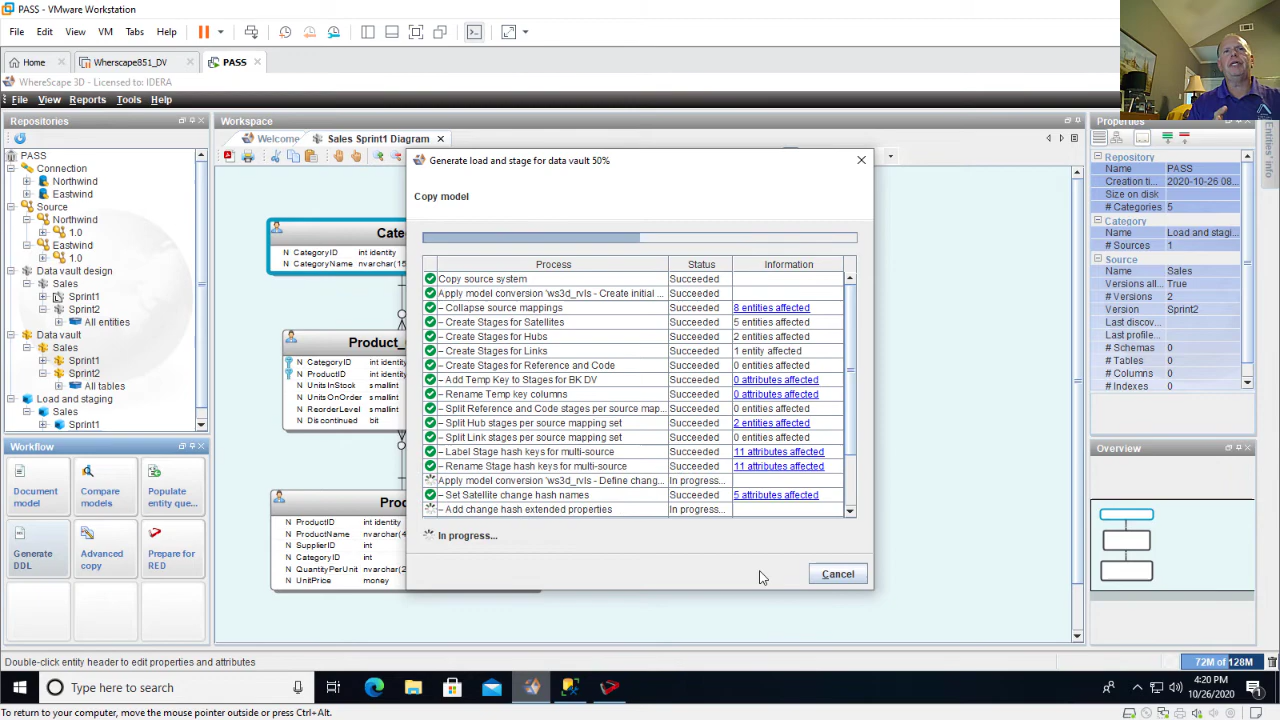 PASS - VMware Workstation
File Edit View VM Tabs Help
Home Wherscape851_DV PASS
WhereScape 3D - Licensed to: IDERA
File View Reports Tools Help
Repositories
PASS
Connection
Northwind
Eastwind
Source
Northwind
1.0
Eastwind
1.0
Data vault design
Sales
Sprint1
Sprint2
All entities
Data vault
Sales
Sprint1
Sprint2
All tables
Load and staging
Sales
Sprint1
Workflow
Document model
Compare models
Populate entity que...
Generate DDL
Advanced copy
Prepare for RED
Workspace
Welcome Sales Sprint1 Diagram
Cate
N CategoryID int identity
N CategoryName nvarchar(15
Product_
CategoryID int identity
ProductID int identity
N UnitsInStock smallint
N UnitsOnOrder smallint
N ReorderLevel smallint
N Discontinued bit
Proc
N ProductID int identity
N ProductName nvarchar(4
N SupplierID int
N CategoryID int
N QuantityPerUnit nvarchar(2
N UnitPrice money
Generate load and stage for data vault 50%
Copy model
Process Status Information
Copy source system Succeeded
Apply model conversion 'ws3d_rvls - Create initial ... Succeeded
– Collapse source mappings Succeeded 8 entities affected
– Create Stages for Satellites Succeeded 5 entities affected
– Create Stages for Hubs Succeeded 2 entities affected
– Create Stages for Links Succeeded 1 entity affected
– Create Stages for Reference and Code Succeeded 0 entities affected
– Add Temp Key to Stages for BK DV Succeeded 0 attributes affected
– Rename Temp key columns Succeeded 0 attributes affected
– Split Reference and Code stages per source map... Succeeded 0 entities affected
– Split Hub stages per source mapping set Succeeded 2 entities affected
– Split Link stages per source mapping set Succeeded 0 entities affected
– Label Stage hash keys for multi-source Succeeded 11 attributes affected
– Rename Stage hash keys for multi-source Succeeded 11 attributes affected
Apply model conversion 'ws3d_rvls - Define chang... In progress...
– Set Satellite change hash names Succeeded 5 attributes affected
– Add change hash extended properties In progress...
In progress...
Cancel
Properties
Repository
Name PASS
Creation ti... 2020-10-26 08...
Size on disk
# Categories 5
Category
Name Load and stagi...
# Sources 1
Source
Name Sales
Versions all... True
# Versions 2
Version Sprint2
Last discov...
Last profile...
# Schemas 0
# Tables 0
# Columns 0
# Indexes 0
Entities' info
Overview
Double-click entity header to edit properties and attributes
72M of 128M
Type here to search
4:20 PM
10/26/2020
1
To return to your computer, move the mouse pointer outside or press Ctrl+Alt.